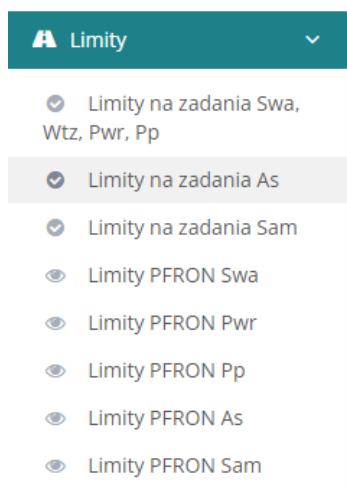 Limity
Limity na zadania Swa,
Wtz, Pwr, Pp
Limity na zadania As
Limity na zadania Sam
Limity PFRON Swa
Limity PFRON Pwr
Limity PFRON Pp
Limity PFRON As
Limity PFRON Sam